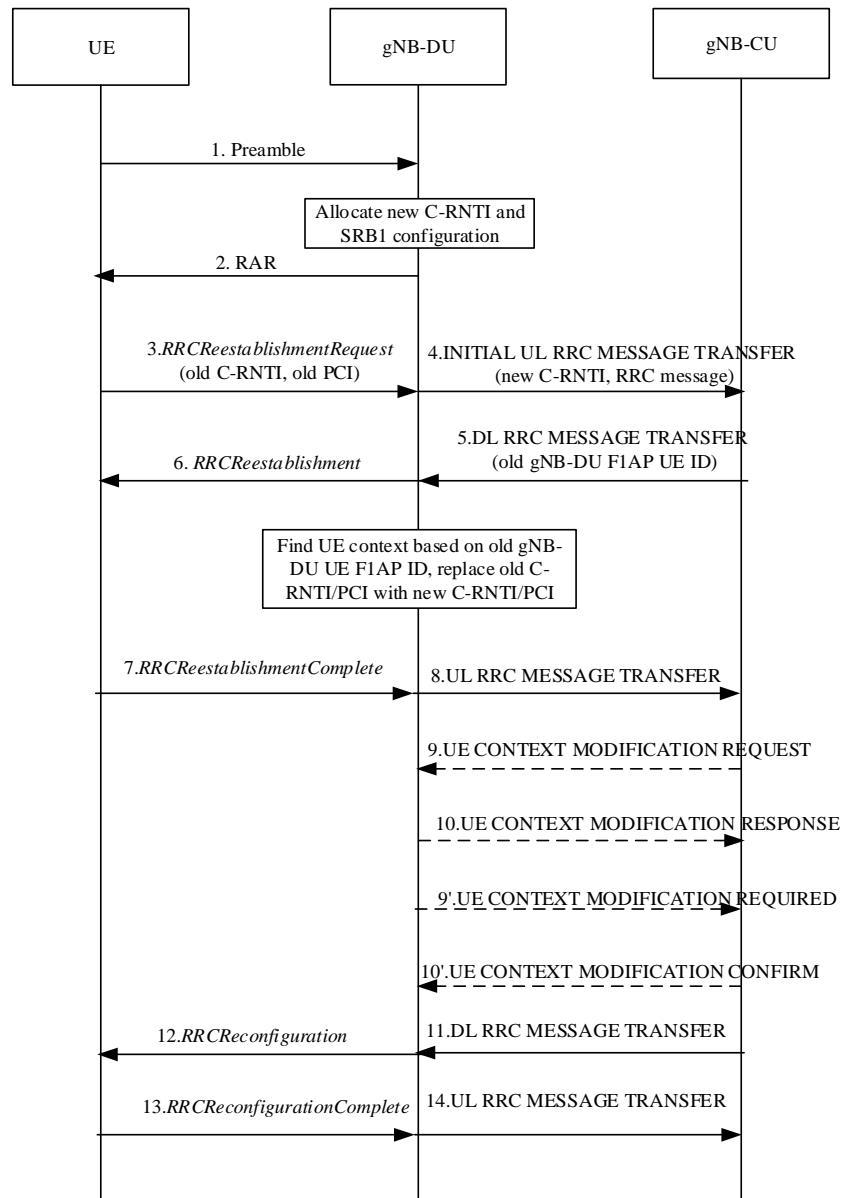 UE
gNB-DU
gNB-CU
1. Preamble
Allocate new C-RNTI and
SRB1 configuration
2. RAR
3.RRCReestablishmentRequest
(old C-RNTI, old PCI)
4.INITIAL UL RRC MESSAGE TRANSFER
(new C-RNTI, RRC message)
5.DL RRC MESSAGE TRANSFER
(old gNB-DU F1AP UE ID)
6. RRCReestablishment
Find UE context based on old gNB-
DU UE F1AP ID, replace old C-
RNTI/PCI with new C-RNTI/PCI
7.RRCReestablishmentComplete
8.UL RRC MESSAGE TRANSFER
9.UE CONTEXT MODIFICATION REQUEST
10.UE CONTEXT MODIFICATION RESPONSE
9'.UE CONTEXT MODIFICATION REQUIRED
10'.UE CONTEXT MODIFICATION CONFIRM
12.RRCReconfiguration
11.DL RRC MESSAGE TRANSFER
13.RRCReconfigurationComplete
14.UL RRC MESSAGE TRANSFER